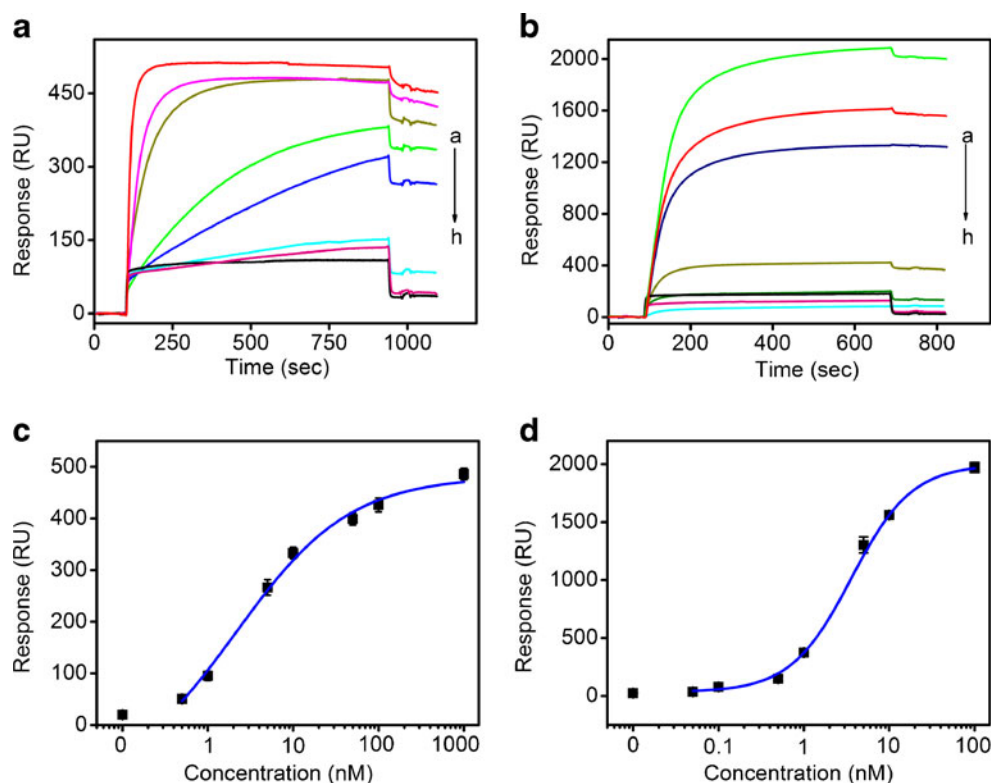 a
Response (RU)
450
300
150
0
a
h
0 250 500 750 1000
Time (sec)
b
Response (RU)
2000
1600
1200
800
400
0
a
h
0 200 400 600 800
Time (sec)
c
Response (RU)
500
400
300
200
100
0
0 1 10 100 1000
Concentration (nM)
d
Response (RU)
2000
1500
1000
500
0
0 0.1 1 10 100
Concentration (nM)